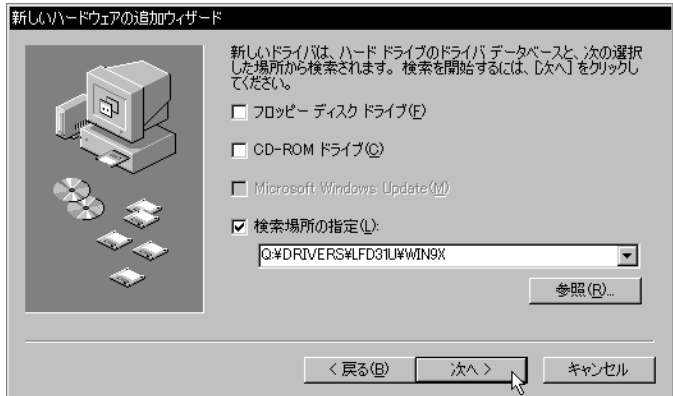 新しいハードウェアの追加ウィザード
新しいドライバは、ハード ドライブのドライバ データベースと、次の選択
した場所から検索されます。検索を開始するには、[次へ] をクリックし
てください。
フロッピー ディスク ドライブ(F)
CD-ROM ドライブ(C)
Microsoft Windows Update(M)
検索場所の指定(L):
Q:¥DRIVERS¥LFD31U¥WIN9X
参照(R)...
< 戻る(B)
次へ >
キャンセル